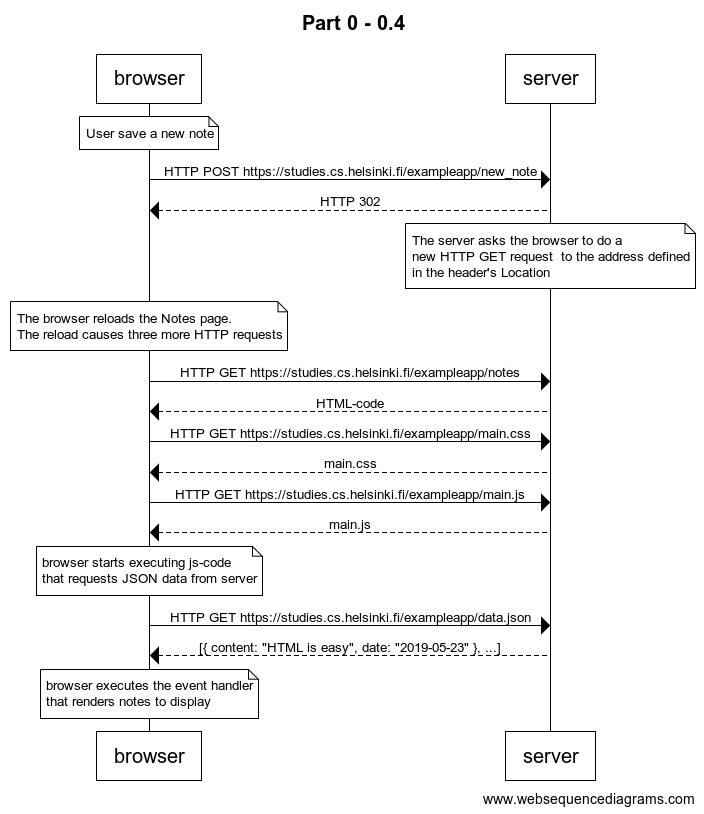 Part 0 - 0.4
browser
server
User save a new note
HTTP POST https://studies.cs.helsinki.fi/exampleapp/new_note
HTTP 302
The server asks the browser to do a
new HTTP GET request  to the address defined
in the header's Location
The browser reloads the Notes page.
The reload causes three more HTTP requests
HTTP GET https://studies.cs.helsinki.fi/exampleapp/notes
HTML-code
HTTP GET https://studies.cs.helsinki.fi/exampleapp/main.css
main.css
HTTP GET https://studies.cs.helsinki.fi/exampleapp/main.js
main.js
browser starts executing js-code
that requests JSON data from server
HTTP GET https://studies.cs.helsinki.fi/exampleapp/data.json
[{ content: "HTML is easy", date: "2019-05-23" }, ...]
browser executes the event handler
that renders notes to display
browser
server
www.websequencediagrams.com